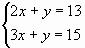 2x + y = 13
3x + y = 15